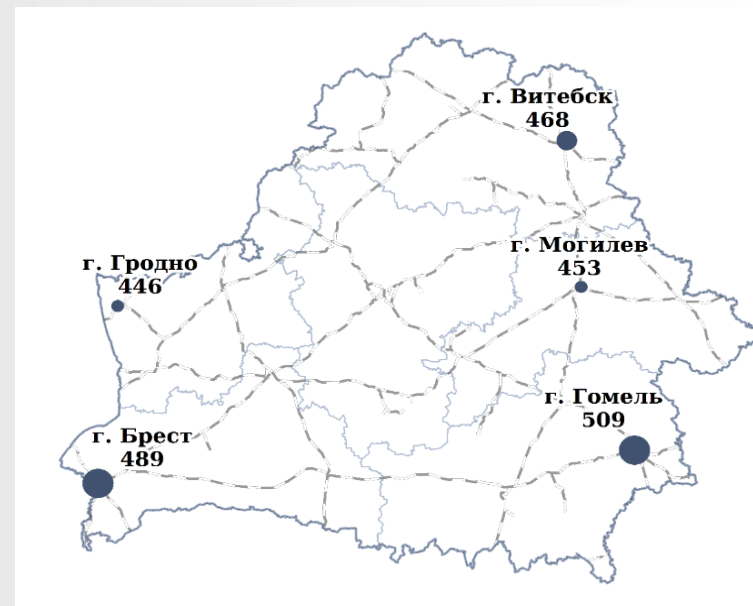 г. Витебск
468
г. Могилев
453
г. Гродно
446
г. Гомель
509
г. Брест
489